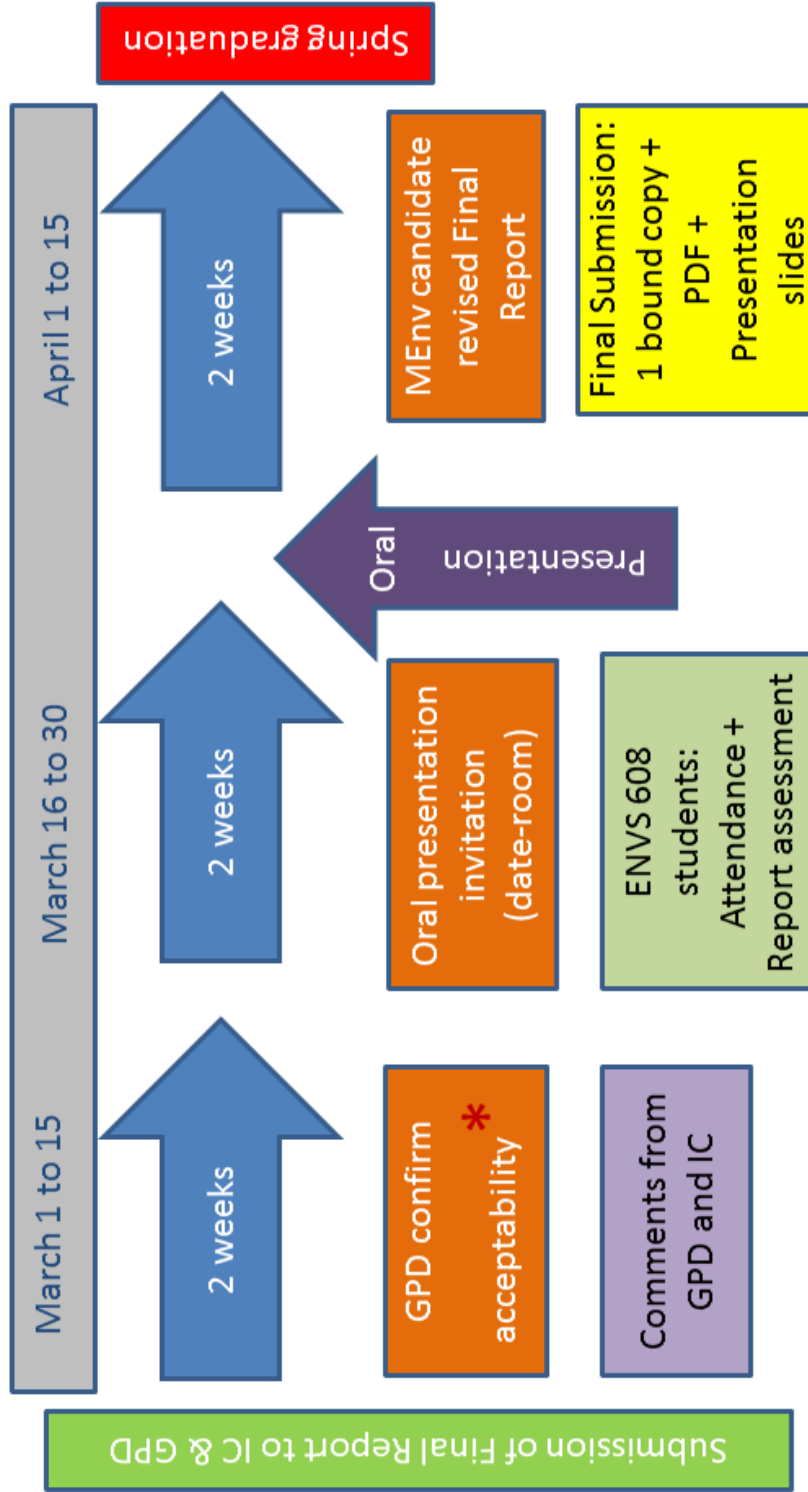 Submission of Final Report to IC & GPD
March 1 to 15
March 16 to 30
April 1 to 15
2 weeks
2 weeks
2 weeks
Spring graduation
GPD confirm
acceptability *
Oral presentation
invitation
(date-room)
Oral
Presentation
MEnv candidate
revised Final
Report
Comments from
GPD and IC
ENVS 608
students:
Attendance +
Report assessment
Final Submission:
1 bound copy +
PDF +
Presentation
slides